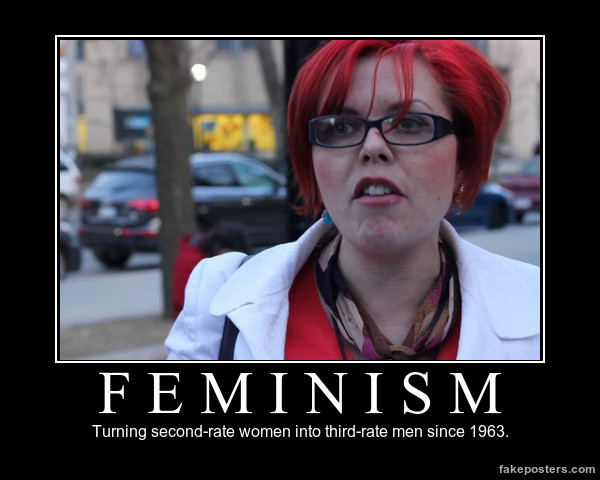 FEMINISM
Turning second-rate women into third-rate men since 1963.
fakeposters.com